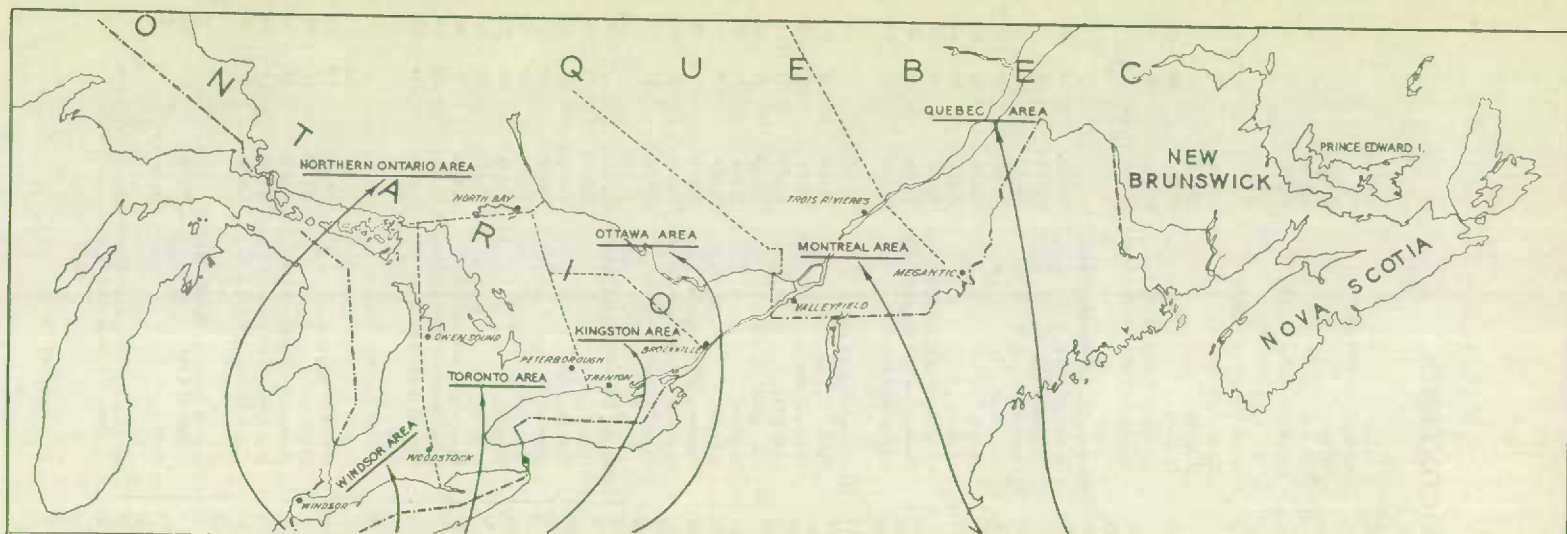 ONTARIO
QUEBEC
QUEBEC AREA
NORTHERN ONTARIO AREA
NEW
BRUNSWICK
PRINCE EDWARD I.
NORTH BAY
TROIS RIVIERES
OTTAWA AREA
MONTREAL AREA
MEGANTIC
VALLEYFIELD
NOVA SCOTIA
OWEN SOUND
KINGSTON AREA
BROCKVILLE
PETERBOROUGH
TRENTON
TORONTO AREA
WINDSOR AREA
WOODSTOCK
WINDSOR